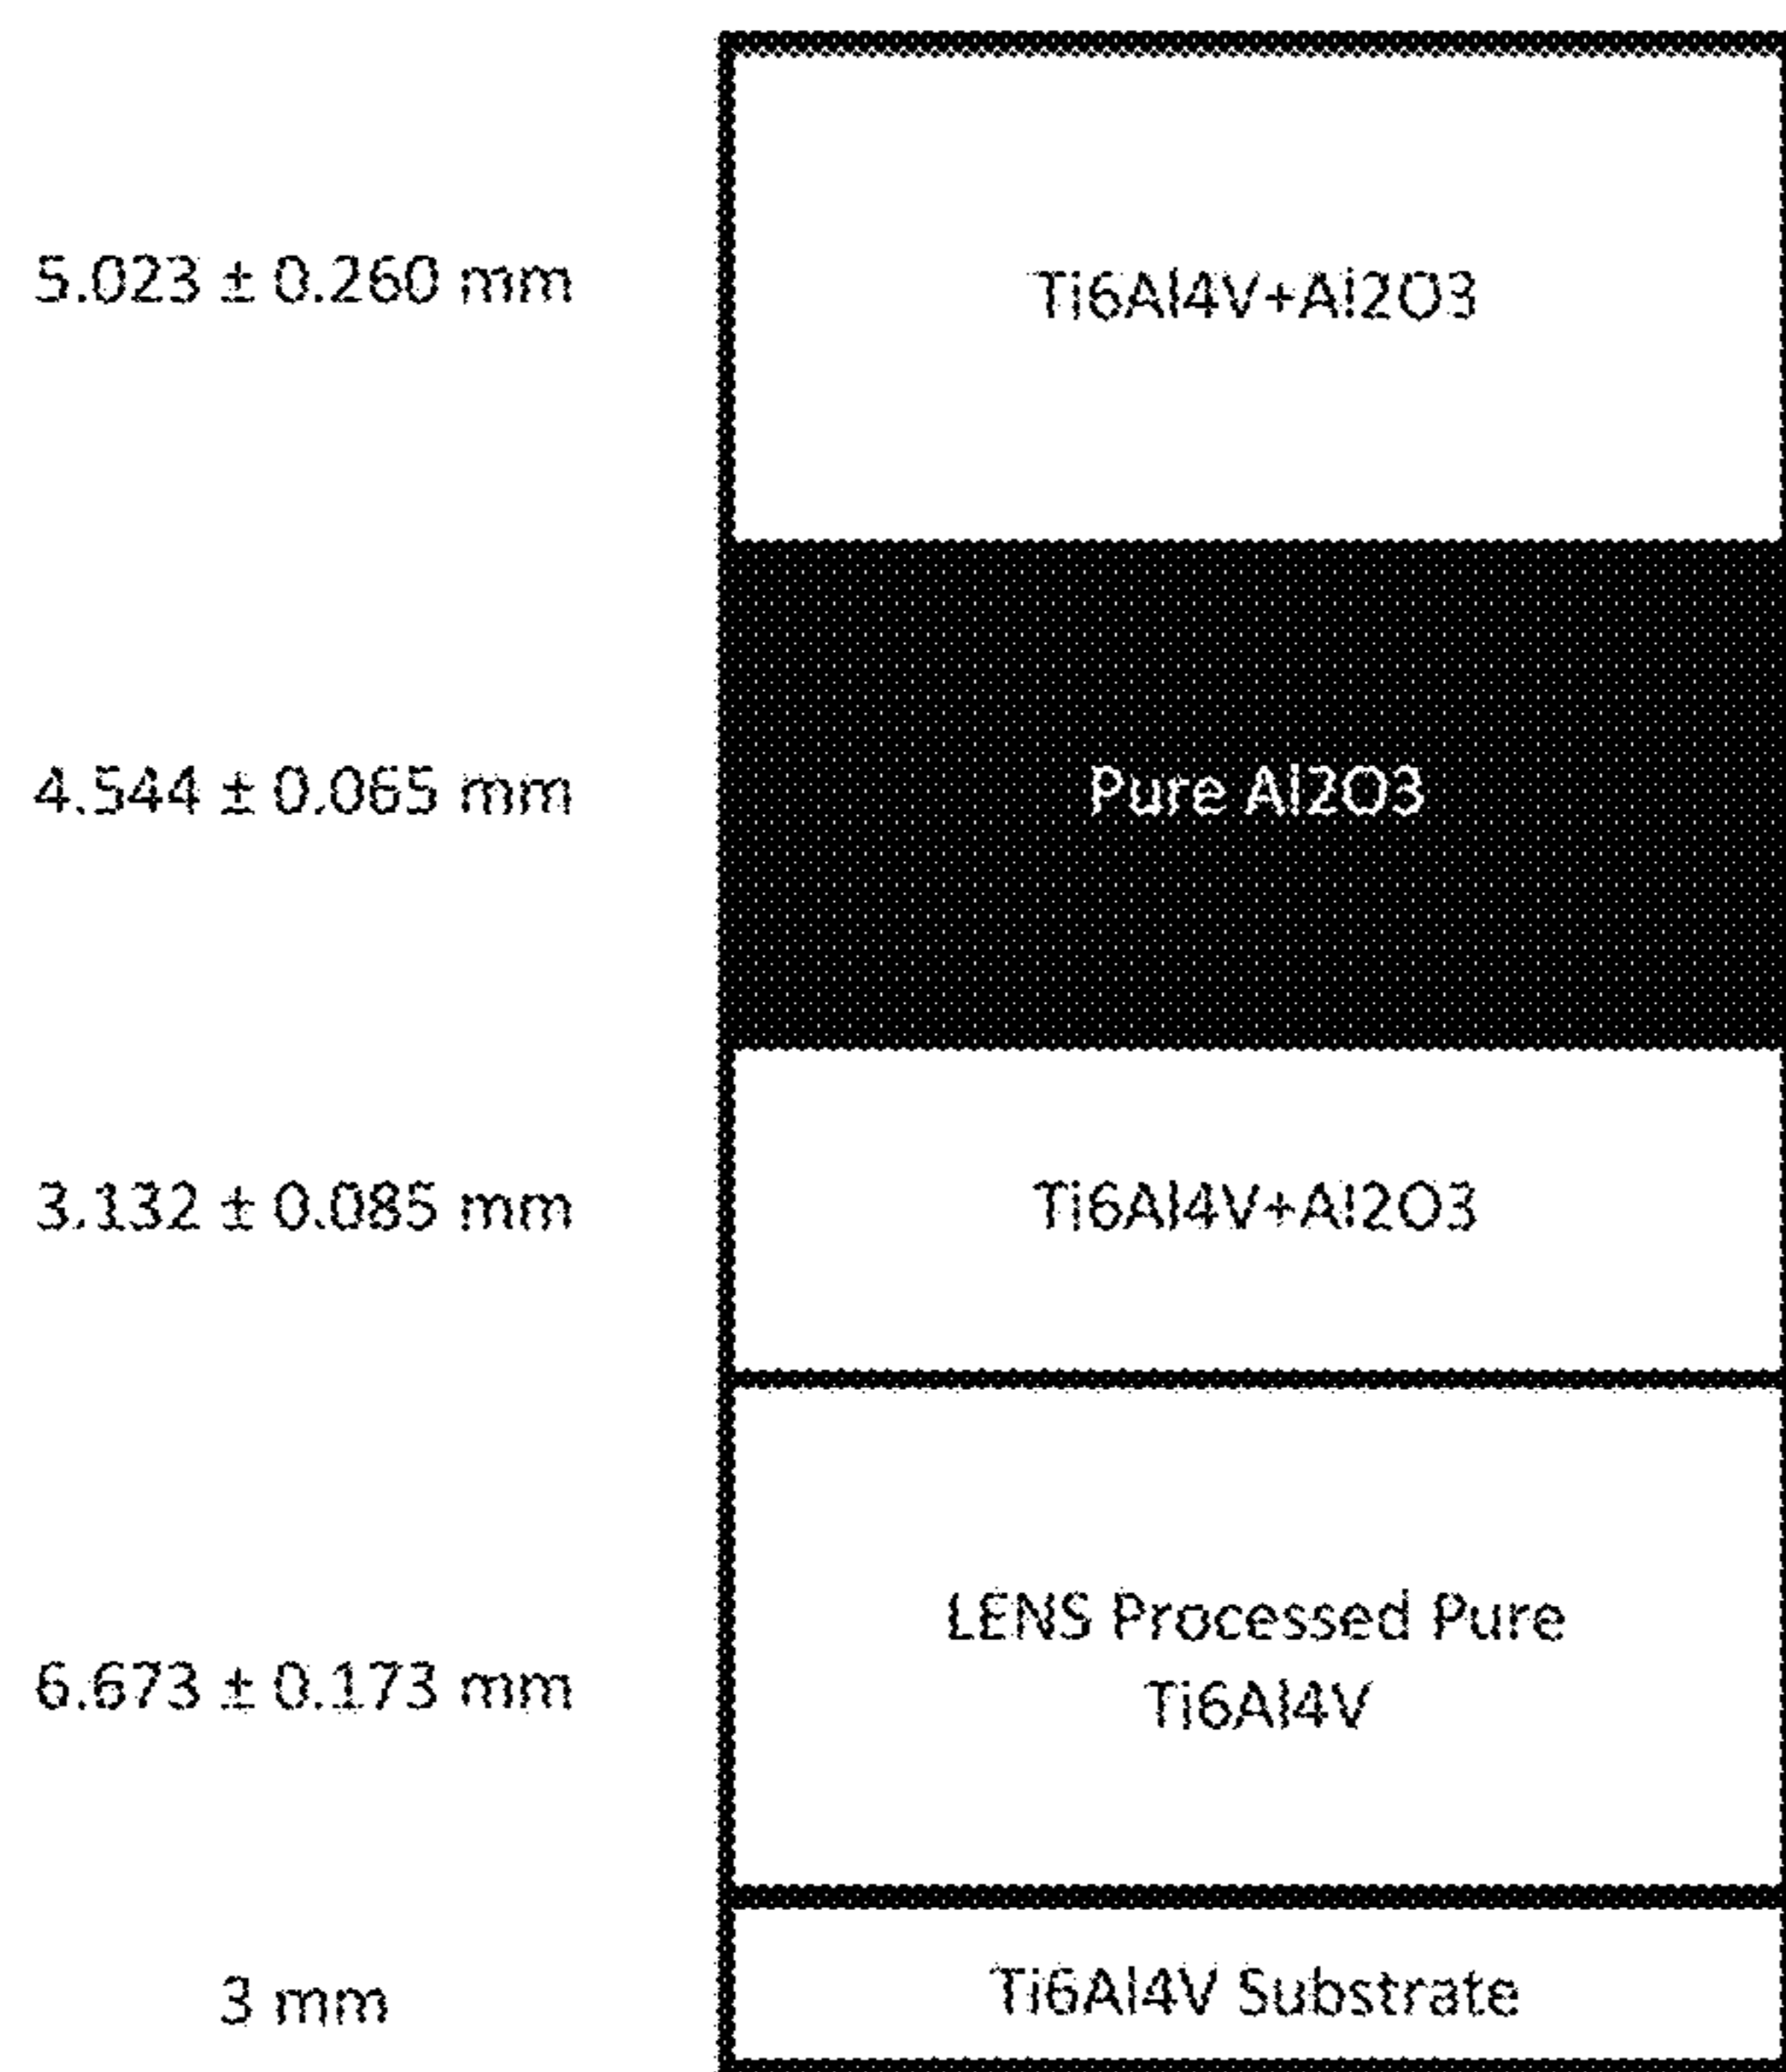 5.023 ± 0.260 mm
Ti6Al4V+Al2O3
4.544 ± 0.065 mm
Pure Al2O3
3.132 ± 0.085 mm
Ti6Al4V+Al2O3
6.673 ± 0.173 mm
LENS Processed Pure
Ti6Al4V
3 mm
Ti6Al4V Substrate